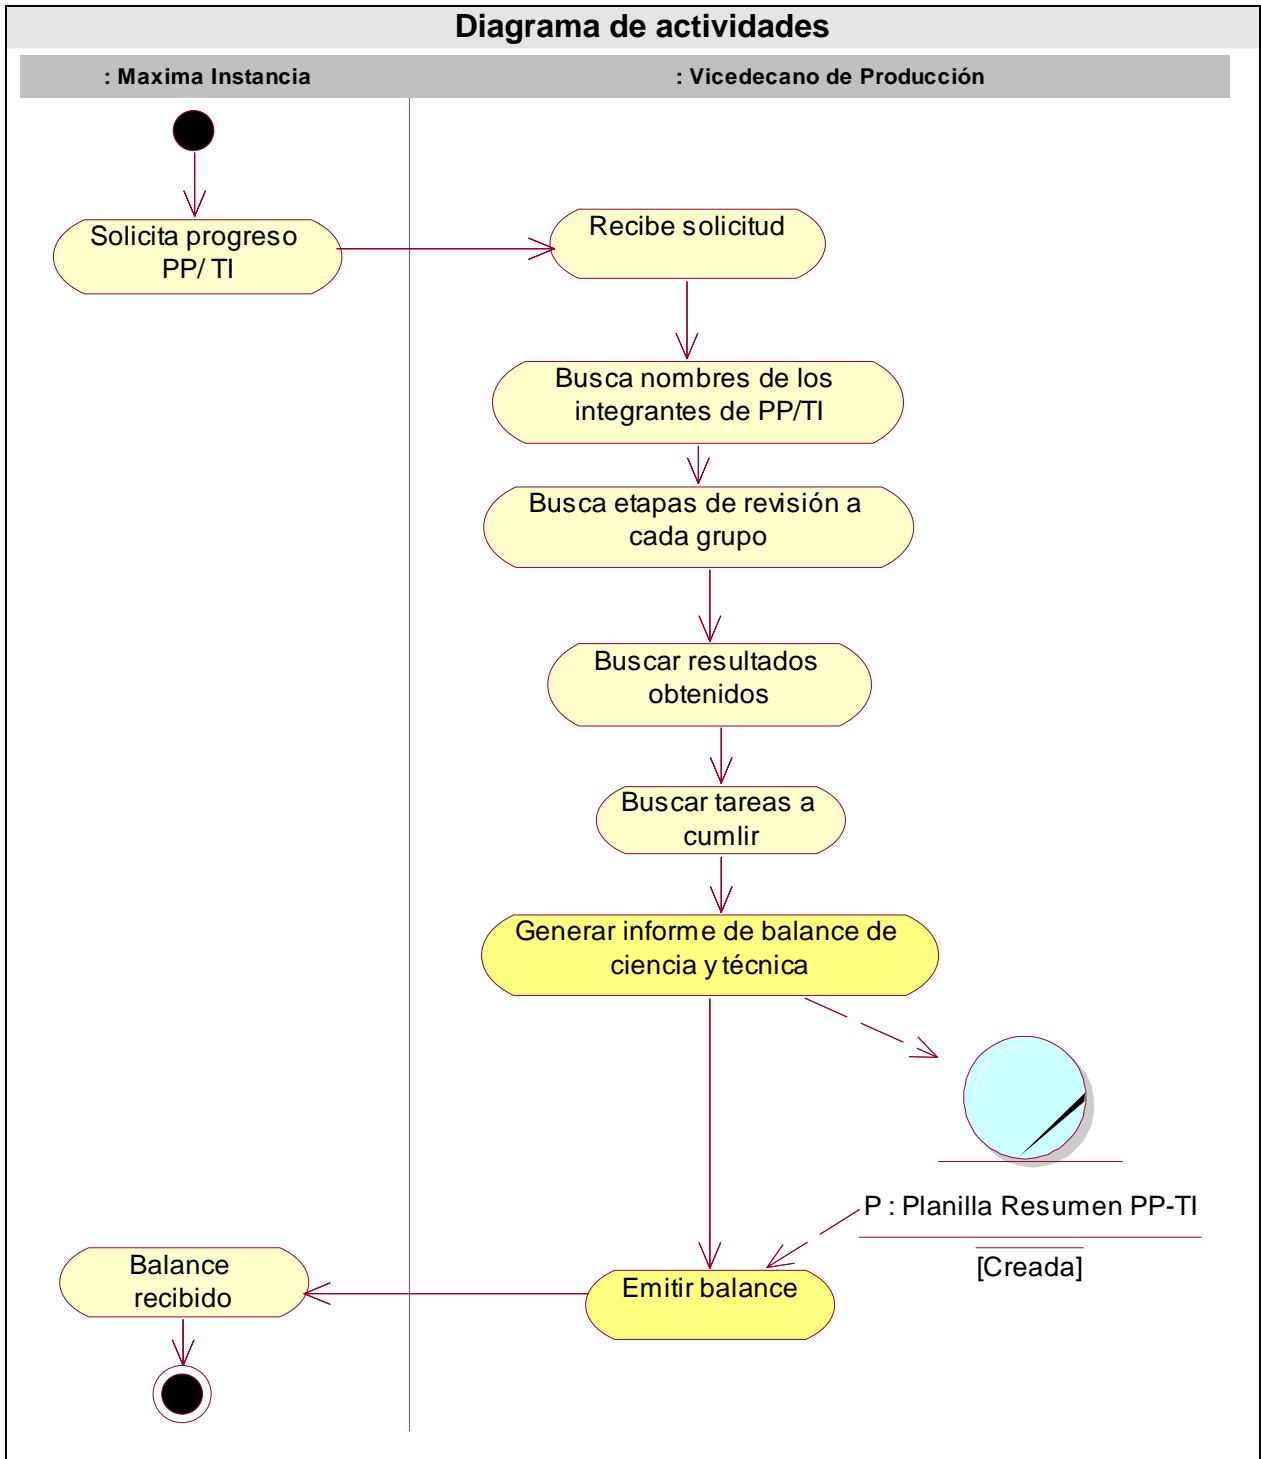 Diagrama de actividades
: Maxima Instancia
: Vicedecano de Producción
Solicita progreso
PP/ TI
Recibe solicitud
Busca nombres de los
integrantes de PP/TI
Busca etapas de revisión a
cada grupo
Buscar resultados
obtenidos
Buscar tareas a
cumlir
Generar informe de balance de
ciencia y técnica
P : Planilla Resumen PP-TI
[Creada]
Emitir balance
Balance
recibido